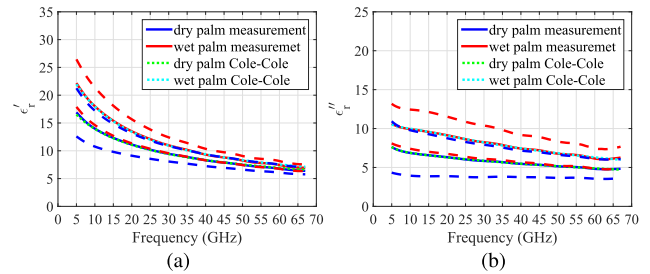 35
30
25
20
15
10
5
0
ϵ′r
dry palm measurement
wet palm measuremet
dry palm Cole-Cole
wet palm Cole-Cole
0 5 10 15 20 25 30 35 40 45 50 55 60 65 70
Frequency (GHz)
(a)
25
20
15
10
5
0
ϵ″r
dry palm measurement
wet palm measuremet
dry palm Cole-Cole
wet palm Cole-Cole
0 5 10 15 20 25 30 35 40 45 50 55 60 65 70
Frequency (GHz)
(b)